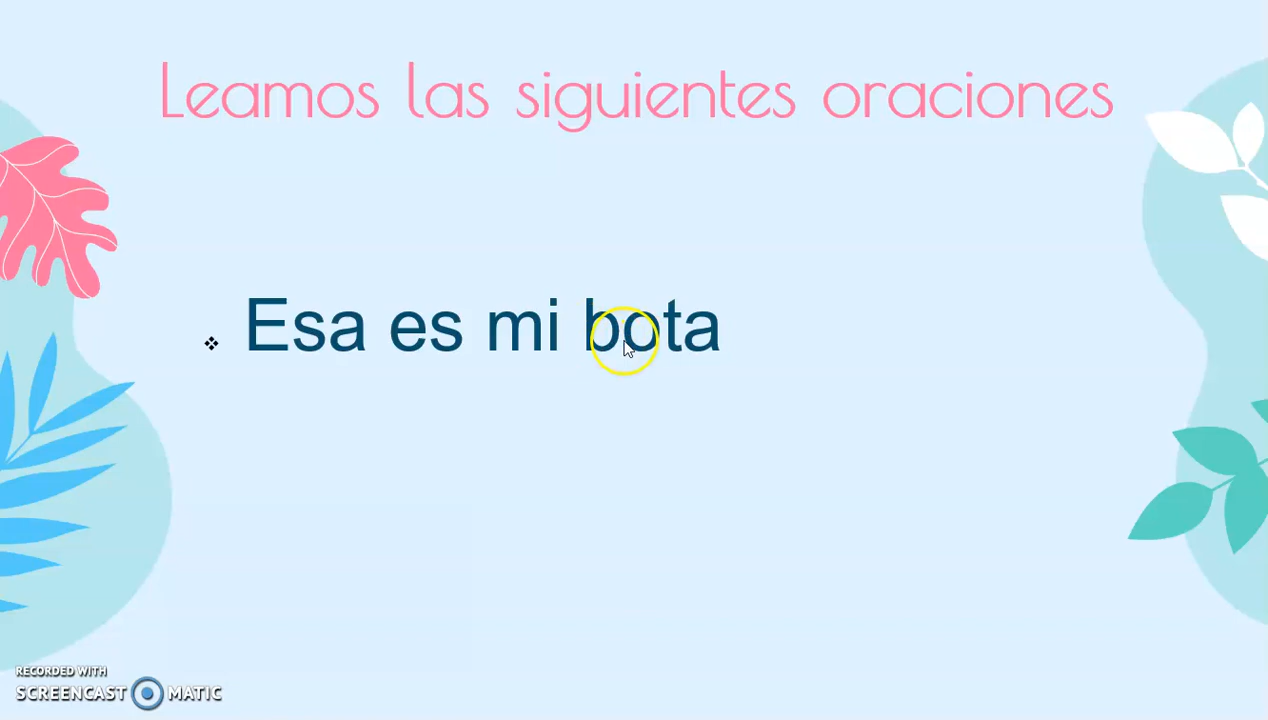 Leamos las siguientes oraciones
❖ Esa es mi bota
RECORDED WITH
SCREENCAST MATIC